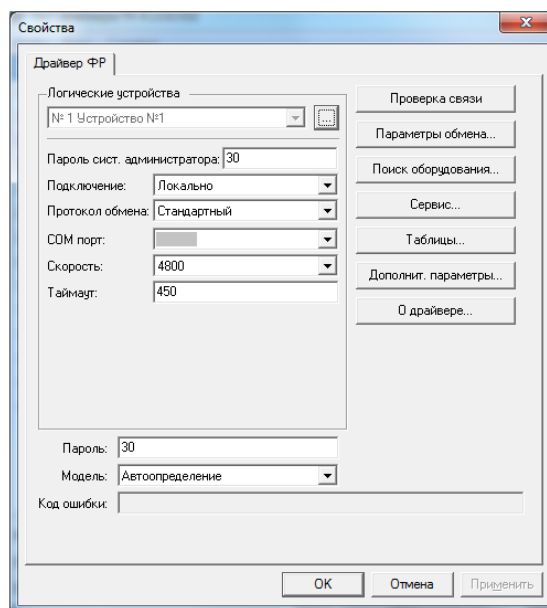 Свойства
Драйвер ФР
Логические устройства
№ 1 Устройство №1
...
Пароль сист. администратора: 30
Подключение: Локально
Протокол обмена: Стандартный
COM порт:
Скорость: 4800
Таймаут: 450
Проверка связи
Параметры обмена...
Поиск оборудования...
Сервис...
Таблицы...
Дополнит. параметры...
О драйвере...
Пароль: 30
Модель: Автоопределение
Код ошибки:
OK
Отмена
Применить